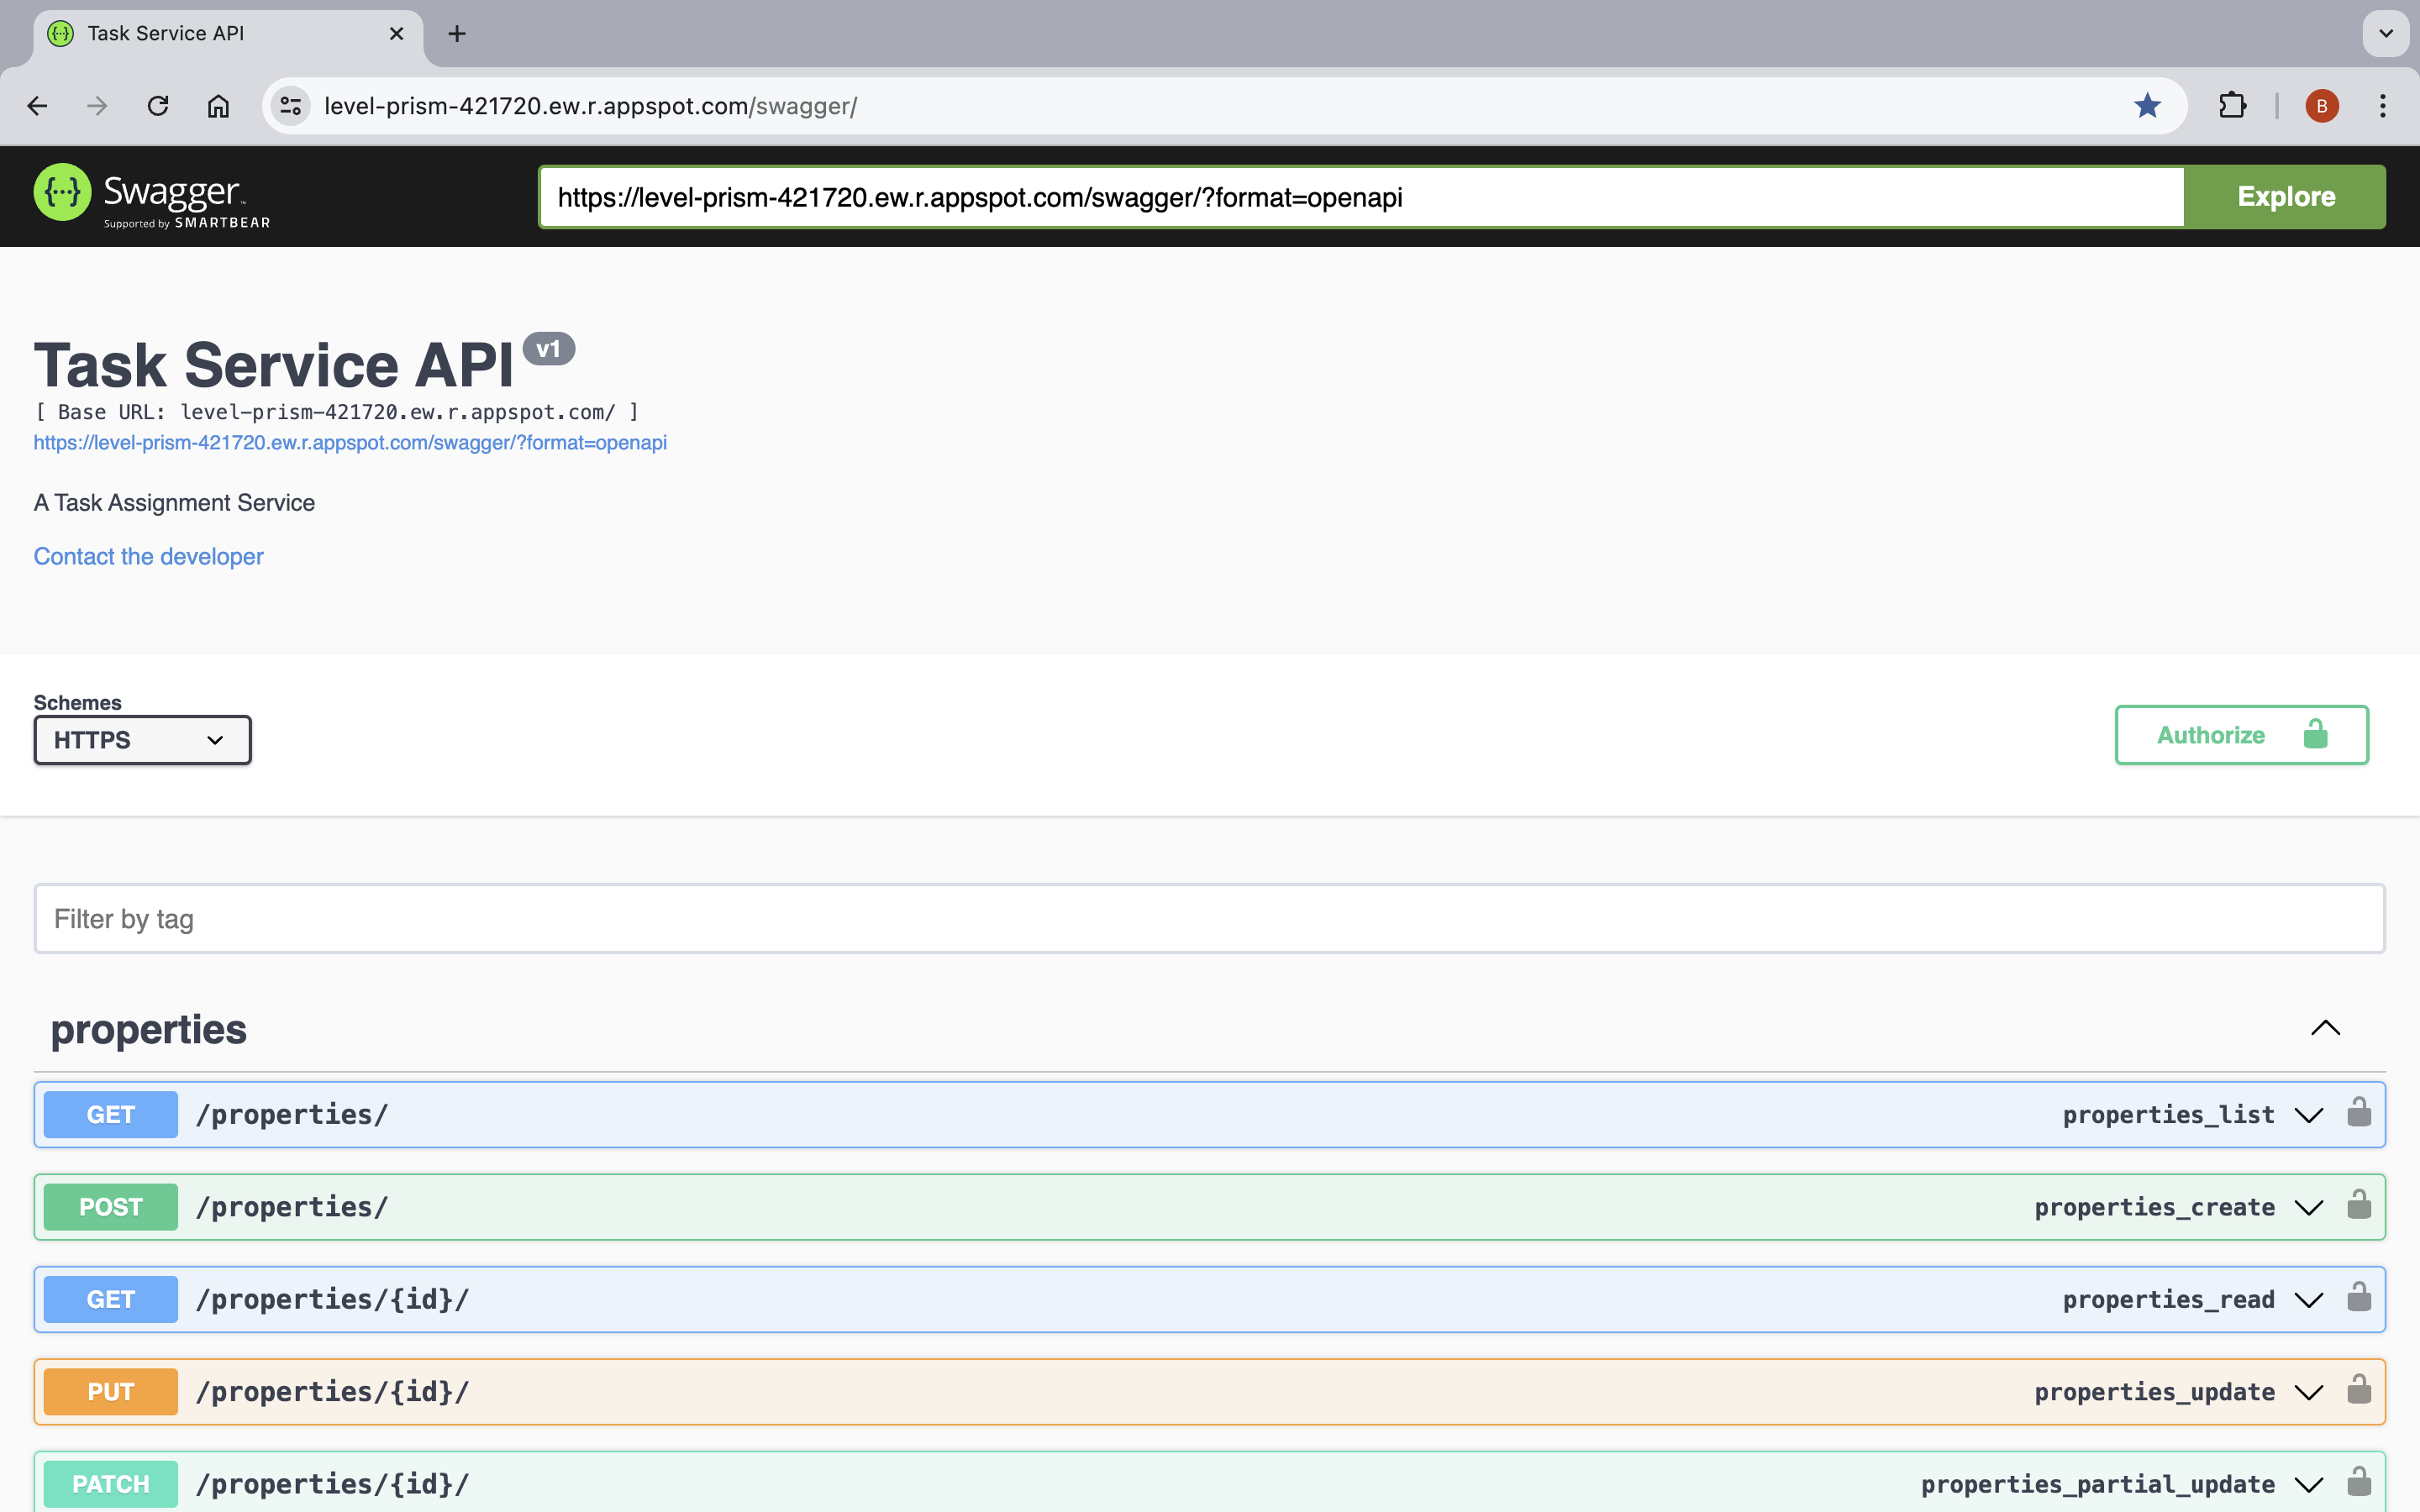 Task Service API
level-prism-421720.ew.r.appspot.com/swagger/
B
{···} Swagger™
Supported by SMARTBEAR
https://level-prism-421720.ew.r.appspot.com/swagger/?format=openapi
Explore
Task Service API v1
[ Base URL: level-prism-421720.ew.r.appspot.com/ ]
https://level-prism-421720.ew.r.appspot.com/swagger/?format=openapi
A Task Assignment Service
Contact the developer
Schemes
HTTPS
Authorize
Filter by tag
properties
GET /properties/ properties_list
POST /properties/ properties_create
GET /properties/{id}/ properties_read
PUT /properties/{id}/ properties_update
PATCH /properties/{id}/ properties_partial_update